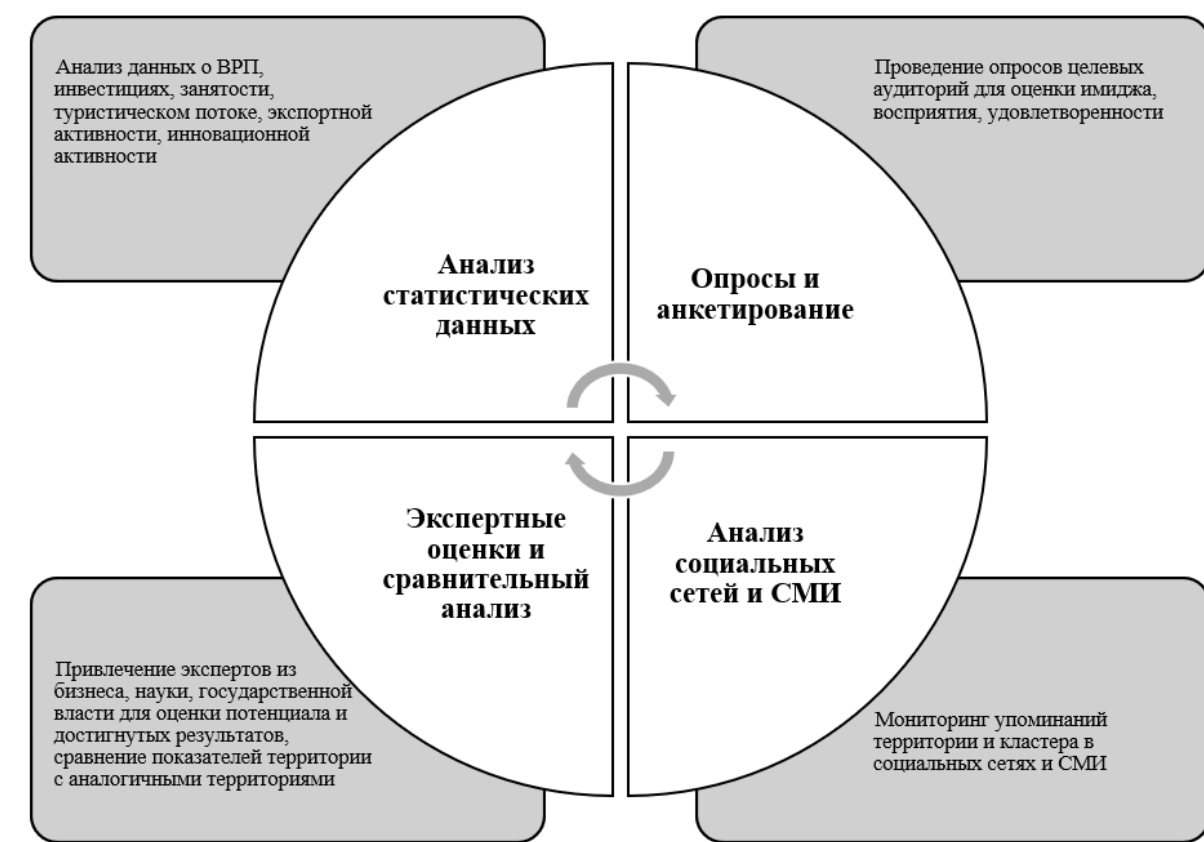 Анализ данных о ВРП,
инвестициях, занятости,
туристическом потоке, экспортной
активности, инновационной
активности
Проведение опросов целевых
аудиторий для оценки имиджа,
восприятия, удовлетворенности
Анализ
статистических
данных
Опросы и
анкетирование
Экспертные
оценки и
сравнительный
анализ
Анализ
социальных
сетей и СМИ
Привлечение экспертов из
бизнеса, науки, государственной
власти для оценки потенциала и
достигнутых результатов,
сравнение показателей территории
с аналогичными территориями
Мониторинг упоминаний
территории и кластера в
социальных сетях и СМИ